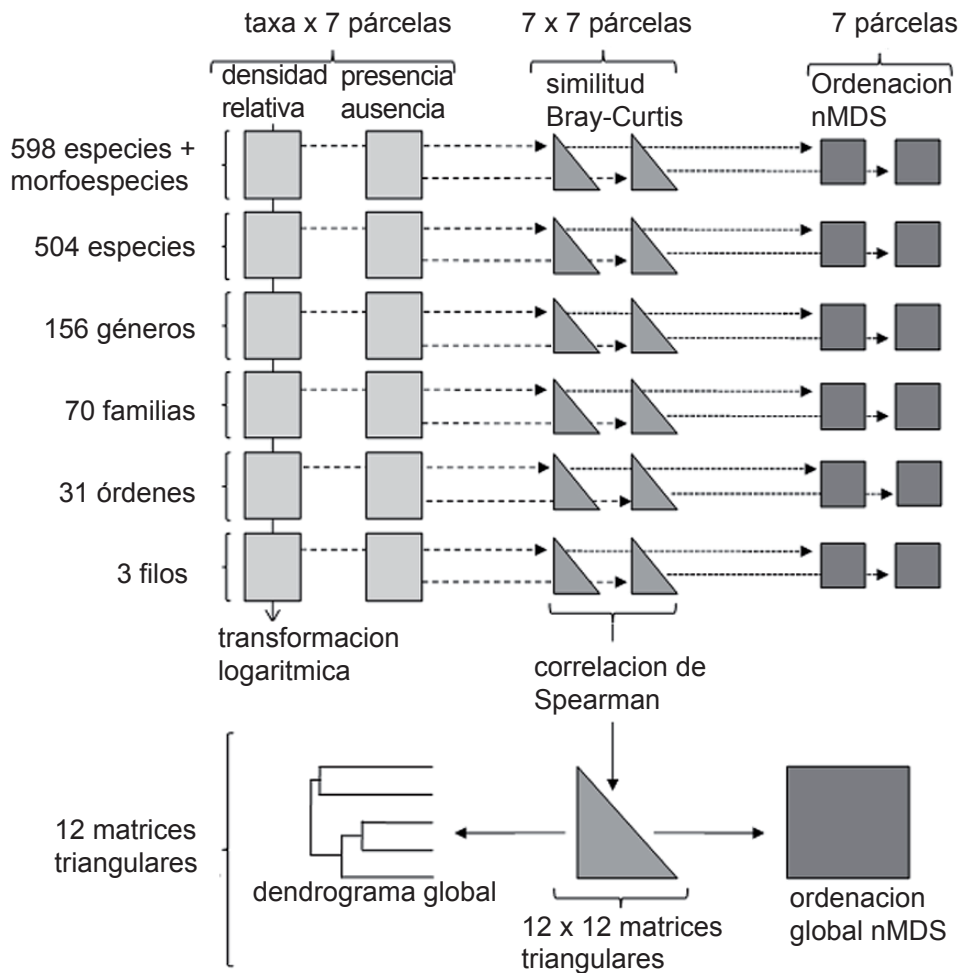 taxa x 7 párcelas
7 x 7 párcelas
7 párcelas
densidad
relativa
presencia
ausencia
similitud
Bray-Curtis
Ordenacion
nMDS
598 especies +
morfoespecies
504 especies
156 géneros
70 familias
31 órdenes
3 filos
transformacion
logaritmica
correlacion de
Spearman
12 matrices
triangulares
dendrograma global
12 x 12 matrices
triangulares
ordenacion
global nMDS